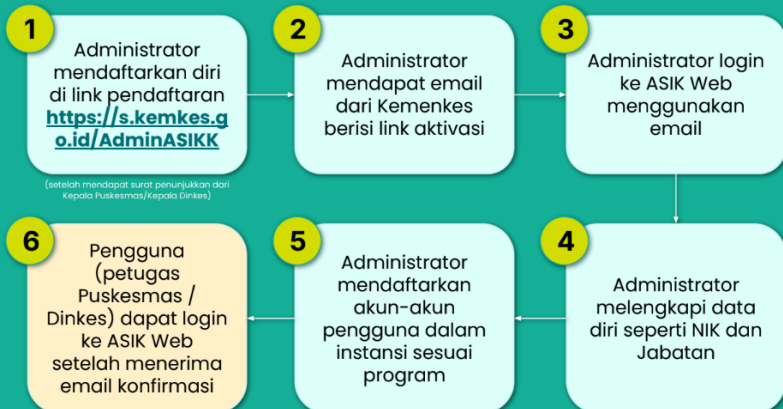 1
Administrator
mendaftarkan diri
di link pendaftaran
https://s.kemkes.g
o.id/AdminASIKK
(setelah mendapat surat penunjukkan dari
Kepala Puskesmas/Kepala Dinkes)
2
Administrator
mendapat email
dari Kemenkes
berisi link aktivasi
3
Administrator login
ke ASIK Web
menggunakan
email
4
Administrator
melengkapi data
diri seperti NIK dan
Jabatan
5
Administrator
mendaftarkan
akun-akun
pengguna dalam
instansi sesuai
program
6
Pengguna
(petugas
Puskesmas /
Dinkes) dapat login
ke ASIK Web
setelah menerima
email konfirmasi